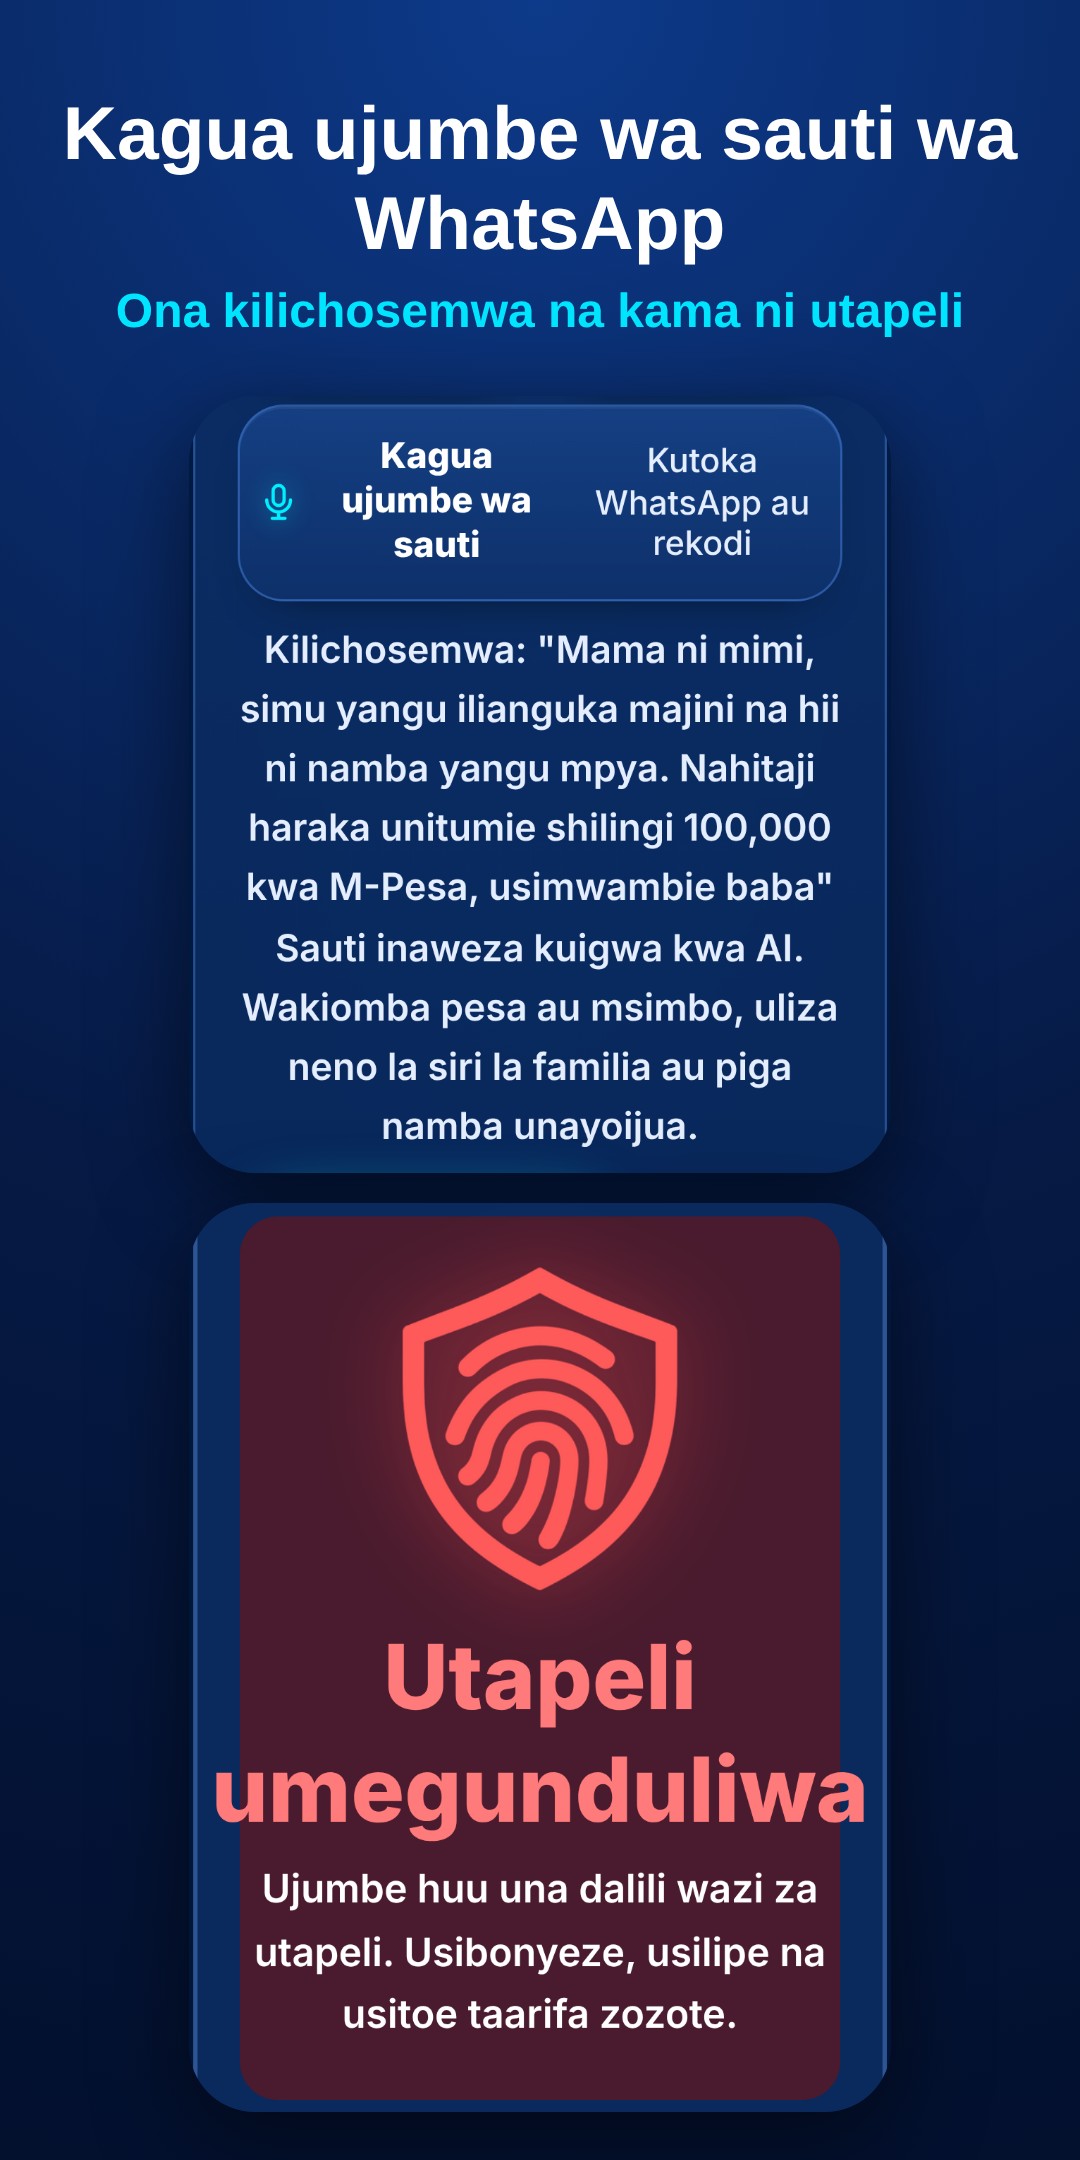 Kagua ujumbe wa sauti wa
WhatsApp
Ona kilichosemwa na kama ni utapeli
Kagua
ujumbe wa
sauti
Kutoka
WhatsApp au
rekodi
Kilichosemwa: "Mama ni mimi,
simu yangu ilianguka majini na hii
ni namba yangu mpya. Nahitaji
haraka unitumie shilingi 100,000
kwa M-Pesa, usimwambie baba"
Sauti inaweza kuigwa kwa AI.
Wakiomba pesa au msimbo, uliza
neno la siri la familia au piga
namba unayoijua.
Utapeli
umegunduliwa
Ujumbe huu una dalili wazi za
utapeli. Usibonyeze, usilipe na
usitoe taarifa zozote.